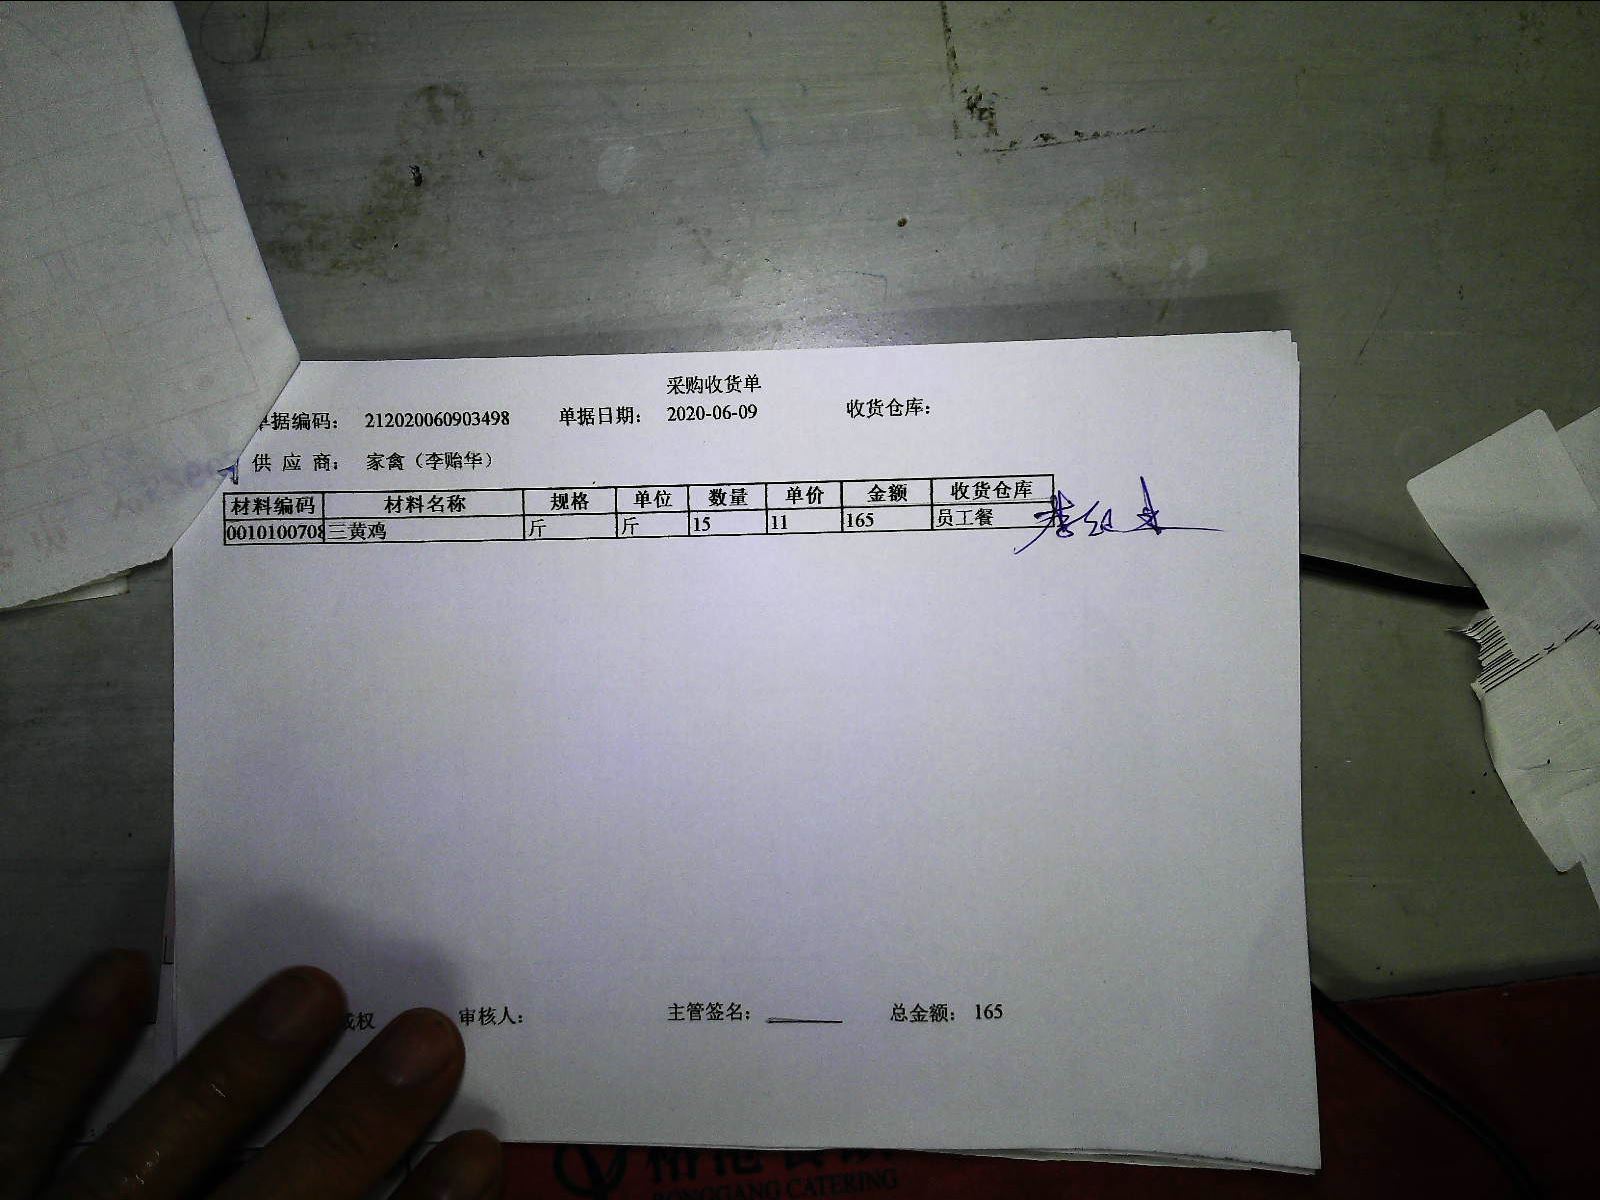 采购收货单
单据编码： 212020060903498 单据日期： 2020-06-09 收货仓库：
供 应 商： 家禽（李贻华）
材料编码 材料名称 规格 单位 数量 单价 金额 收货仓库
0010100708 三黄鸡 斤 斤 15 11 165 员工餐
审核人： 主管签名： 总金额： 165
CATERING